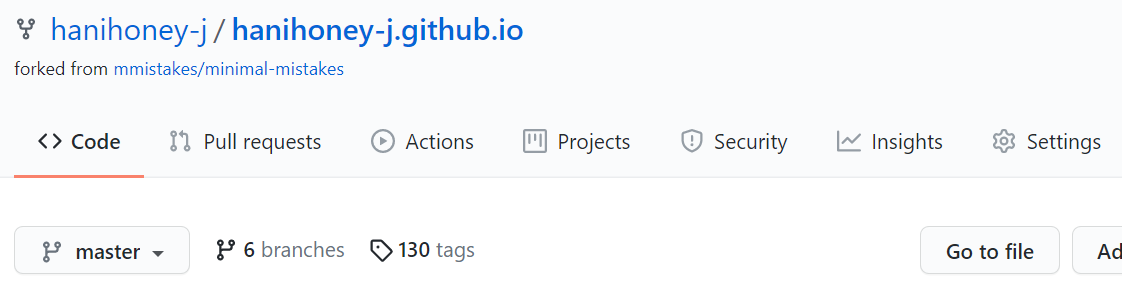 hanihoney-j / hanihoney-j.github.io
forked from mmistakes/minimal-mistakes
Code Pull requests Actions Projects Security Insights Settings
master 6 branches 130 tags Go to file Ad